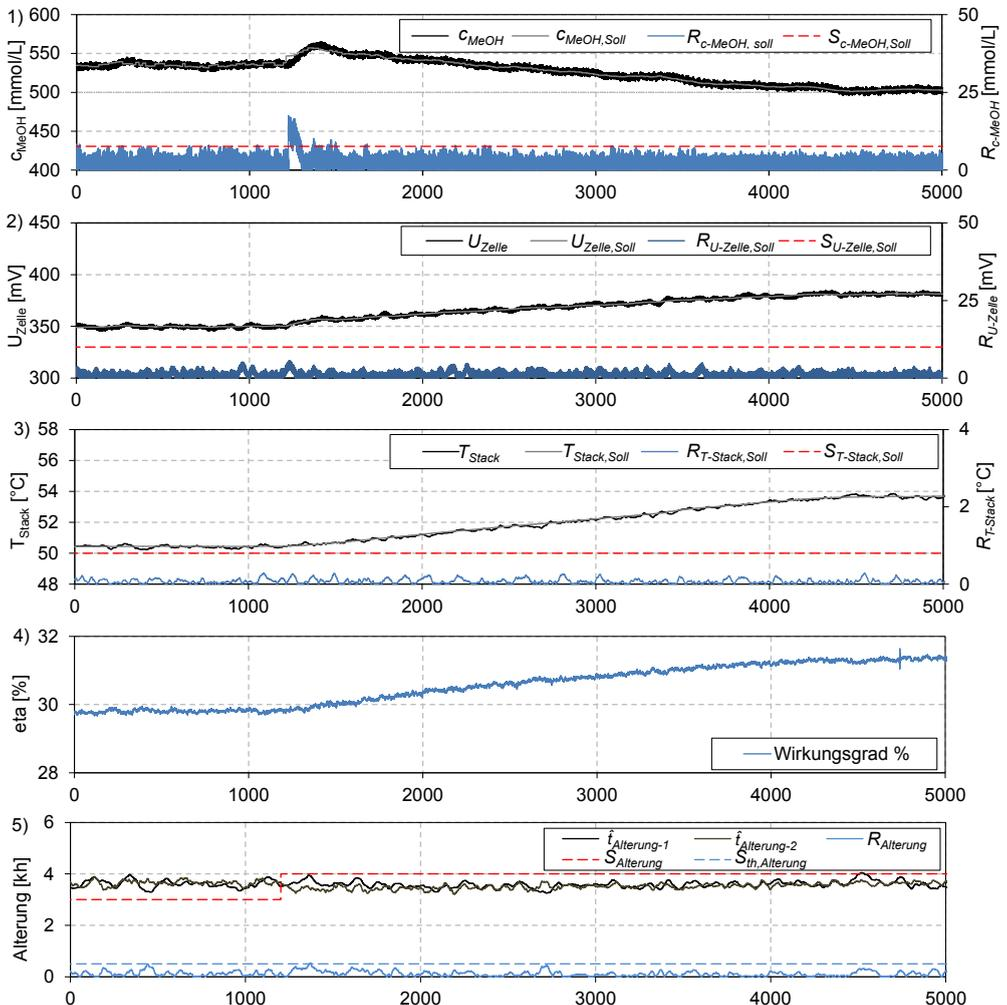 1)
600
550
500
450
400
c_MeOH [mmol/L]
c_MeOH c_MeOH,Soll R_c-MeOH, soll S_c-MeOH,Soll
50
25
0
R_c-MeOH [mmol/L]
0 1000 2000 3000 4000 5000
2)
450
400
350
300
U_Zelle [mV]
U_Zelle U_Zelle,Soll R_U-Zelle,Soll S_U-Zelle,Soll
50
25
0
R_U-Zelle [mV]
0 1000 2000 3000 4000 5000
3)
58
56
54
52
50
48
T_Stack [°C]
T_Stack T_Stack,Soll R_T-Stack,Soll S_T-Stack,Soll
4
2
0
R_T-Stack [°C]
0 1000 2000 3000 4000 5000
4)
32
30
28
eta [%]
Wirkungsgrad %
0 1000 2000 3000 4000 5000
5)
6
4
2
0
Alterung [kh]
t̂_Alterung-1 t̂_Alterung-2 R_Alterung
S_Alterung S_th,Alterung
0 1000 2000 3000 4000 5000